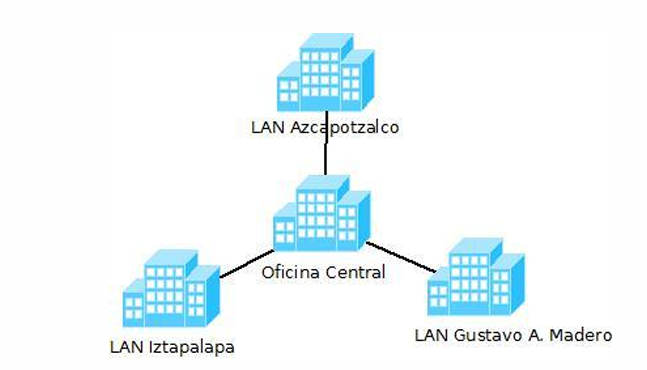 LAN Azcapotzalco
Oficina Central
LAN Gustavo A. Madero
LAN Iztapalapa